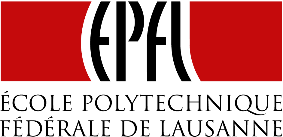 EPFL
ÉCOLE POLYTECHNIQUE
FÉDÉRALE DE LAUSANNE